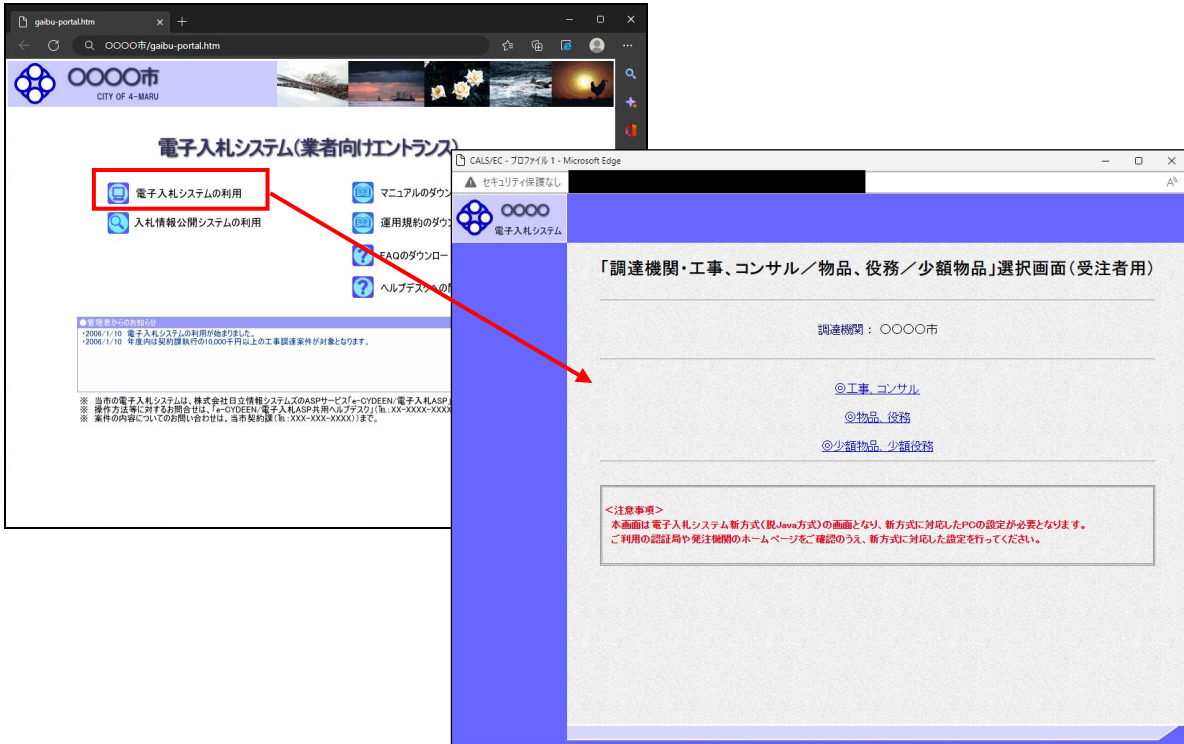 gaibu-portal.htm
〇〇〇〇市/gaibu-portal.htm
〇〇〇〇市
CITY OF 4-MARU
電子入札システム(業者向けエントランス)
電子入札システムの利用
マニュアルのダウン
入札情報公開システムの利用
運用規約のダウン
FAQのダウンロー
ヘルプデスクへの
●管理者からのお知らせ
・2006/1/10 電子入札システムの利用が始まりました。
・2006/1/10 年度内は契約課執行の10,000千円以上の工事調達案件が対象となります。
※ 当市の電子入札システムは、株式会社日立情報システムズのASPサービス「e-CYDEEN/電子入札ASP」
※ 操作方法等に対するお問合せは、「e-CYDEEN/電子入札ASP共用ヘルプデスク」(℡:XX-XXXX-XXXX
※ 案件の内容についてのお問い合わせは、当市契約課(℡:XXX-XXX-XXXX))まで。
CALS/EC - プロファイル 1 - Microsoft Edge
セキュリティ保護なし
〇〇〇〇
電子入札システム
「調達機関・工事、コンサル/物品、役務/少額物品」選択画面(受注者用)
調達機関: 〇〇〇〇市
◎工事、コンサル
◎物品、役務
◎少額物品、少額役務
<注意事項>
本画面は電子入札システム新方式(脱Java方式)の画面となり、新方式に対応したPCの設定が必要となります。
ご利用の認証局や発注機関のホームページをご確認のうえ、新方式に対応した設定を行ってください。